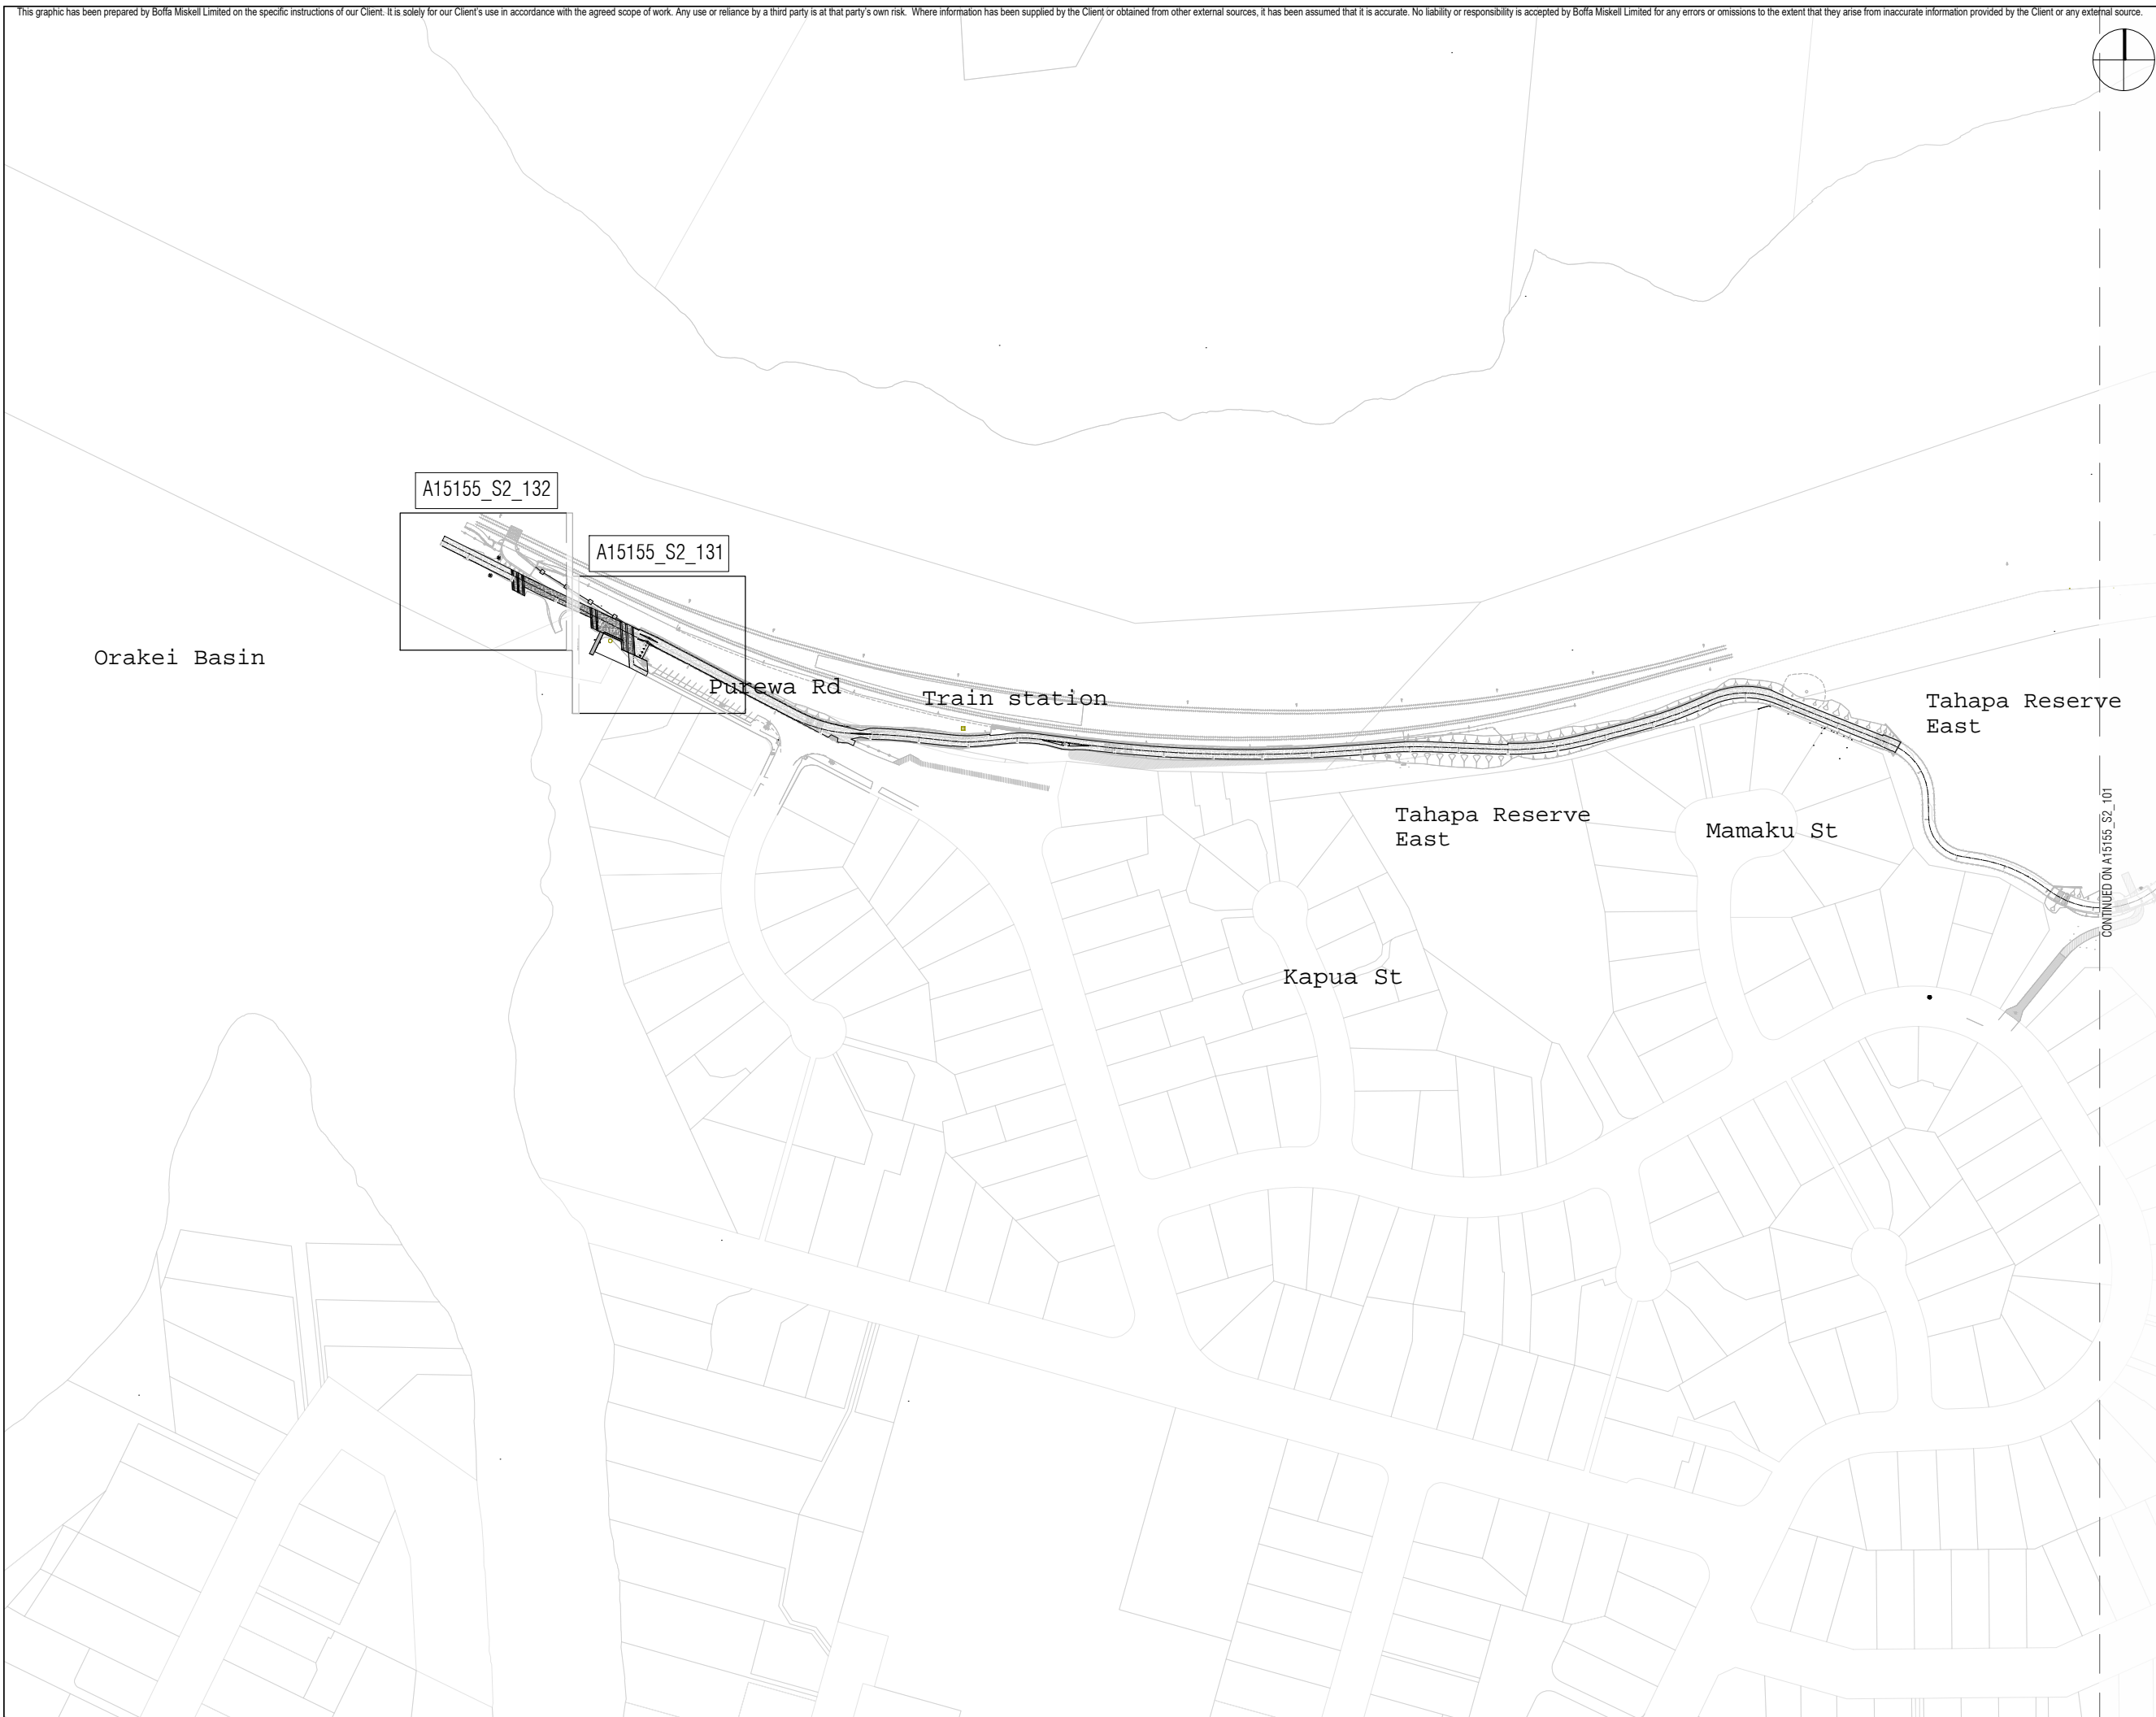 This graphic has been prepared by Boffa Miskell Limited on the specific instructions of our Client. It is solely for our Client's use in accordance with the agreed scope of work. Any use or reliance by a third party is at that party's own risk. Where information has been supplied by the Client or obtained from other external sources, it has been assumed that it is accurate. No liability or responsibility is accepted by Boffa Miskell Limited for any errors or omissions to the extent that they arise from inaccurate information provided by the Client or any external source.
A15155_S2_132
A15155_S2_131
Orakei Basin
Purewa Rd
Train station
Tahapa Reserve
East
Tahapa Reserve
East
Mamaku St
CONTINUED ON A15155_S2_101
Kapua St